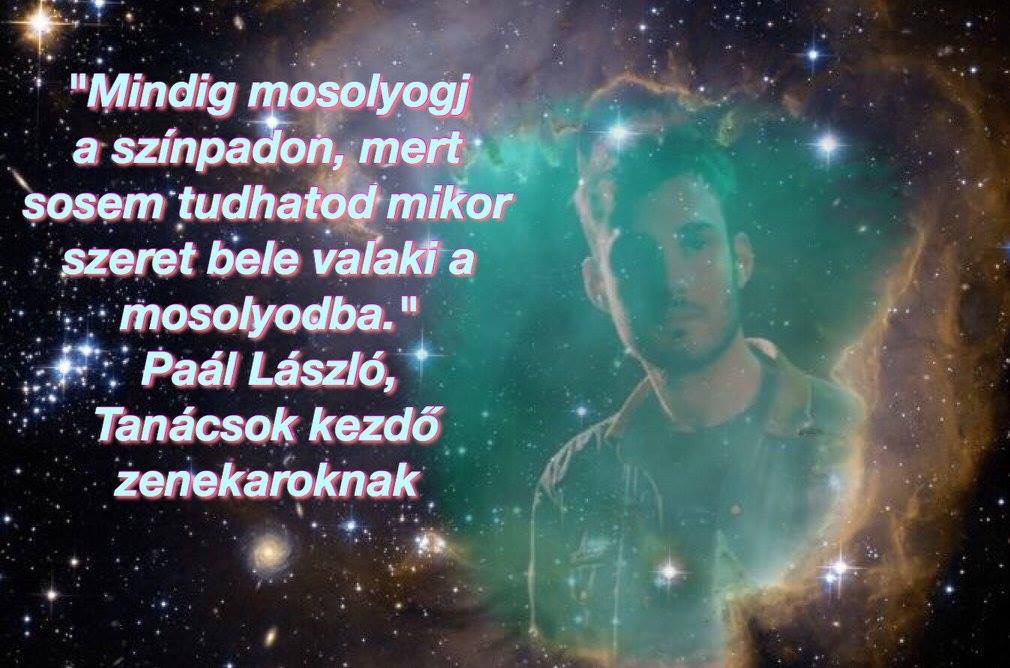 "Mindig mosolyogj
a színpadon, mert
sosem tudhatod mikor
szeret bele valaki a
mosolyodba."
Paál László,
Tanácsok kezdő
zenekaroknak